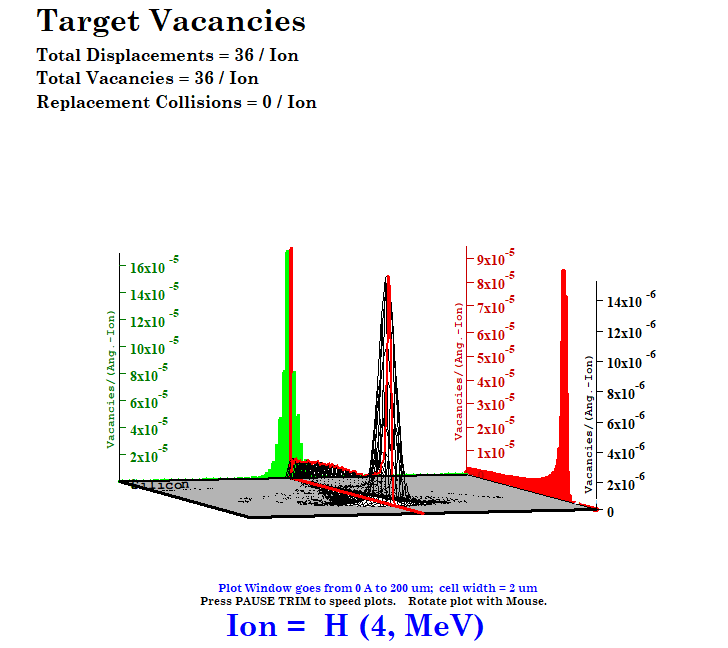 Target Vacancies
Total Displacements = 36 / Ion
Total Vacancies = 36 / Ion
Replacement Collisions = 0 / Ion
16x10 -5
14x10 -5
12x10 -5
10x10 -5
8x10 -5
6x10 -5
4x10 -5
2x10 -5
Vacancies/(Ang.-Ion)
9x10 -5
8x10 -5
7x10 -5
6x10 -5
5x10 -5
4x10 -5
3x10 -5
2x10 -5
1x10 -5
Vacancies/(Ang.-Ion)
14x10 -6
12x10 -6
10x10 -6
8x10 -6
6x10 -6
4x10 -6
2x10 -6
0
Vacancies/(Ang.-Ion)
Silicon
Plot Window goes from 0 A to 200 um; cell width = 2 um
Press PAUSE TRIM to speed plots. Rotate plot with Mouse.
Ion = H (4, MeV)